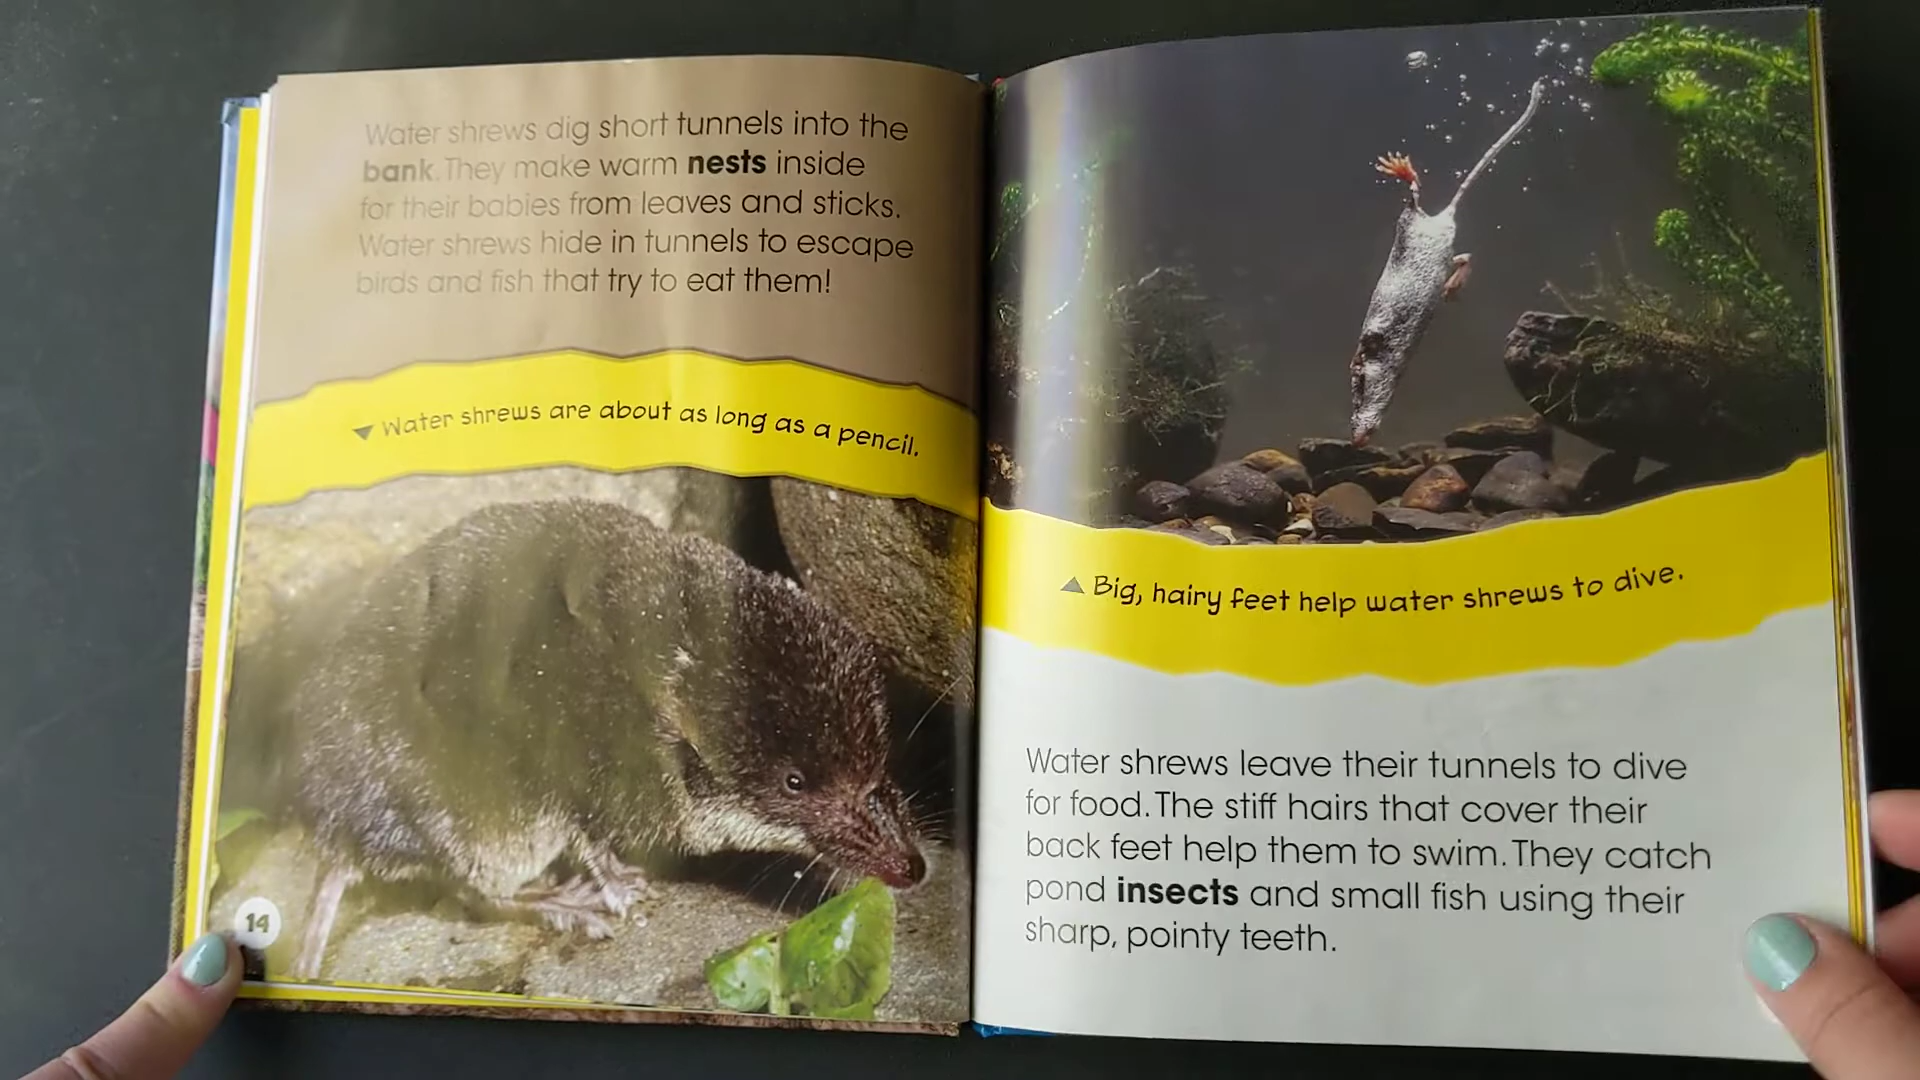 Water shrews dig short tunnels into the
bank. They make warm nests inside
for their babies from leaves and sticks.
Water shrews hide in tunnels to escape
birds and fish that try to eat them!
Water shrews are about as long as a pencil.
14
Big, hairy feet help water shrews to dive.
Water shrews leave their tunnels to dive
for food. The stiff hairs that cover their
back feet help them to swim. They catch
pond insects and small fish using their
sharp, pointy teeth.